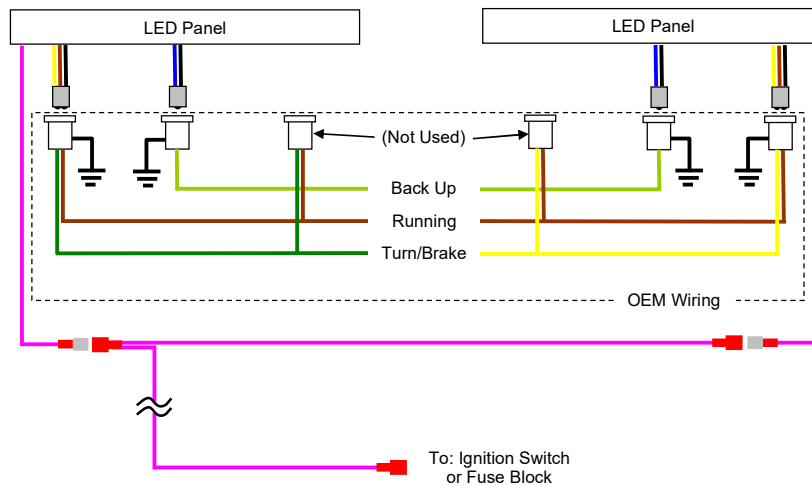 LED Panel
LED Panel
(Not Used)
Back Up
Running
Turn/Brake
OEM Wiring
To: Ignition Switch
or Fuse Block